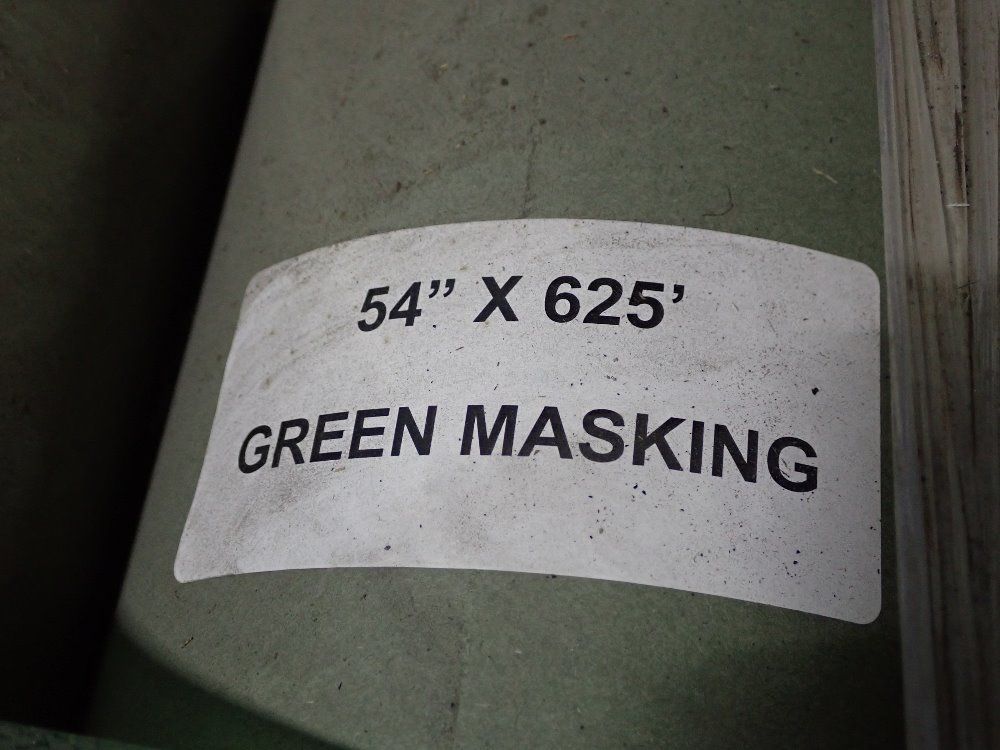 54” X 625’
GREEN MASKING